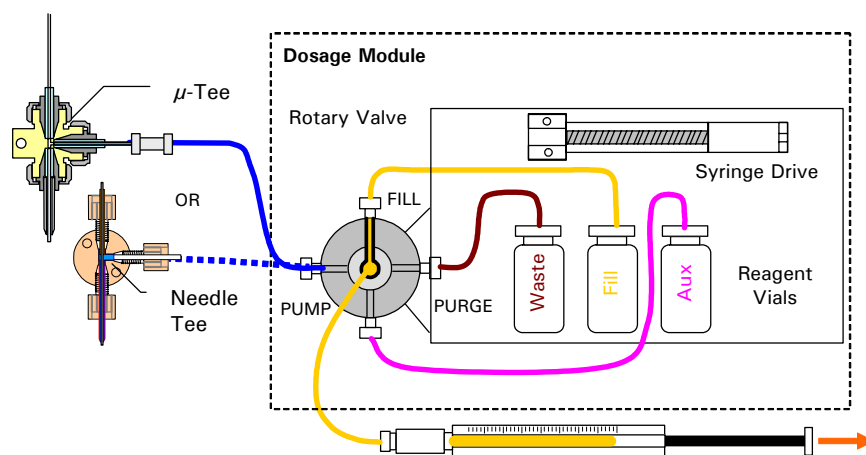 Dosage Module
μ-Tee
Rotary Valve
Syringe Drive
OR
FILL
Waste
Fill
Aux
Reagent
Vials
Needle
Tee
PUMP
PURGE